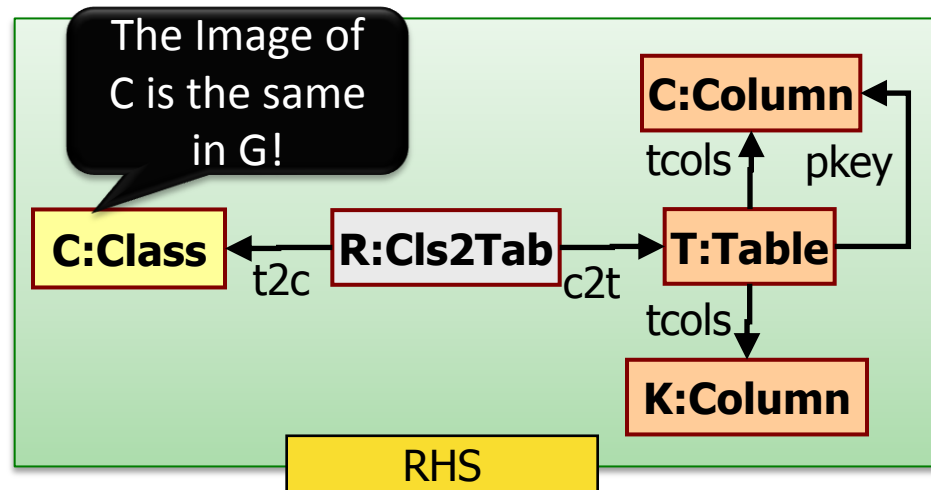 The Image of
C is the same
in G!
C:Column
tcols
pkey
C:Class
R:Cls2Tab
T:Table
t2c
c2t
tcols
K:Column
RHS